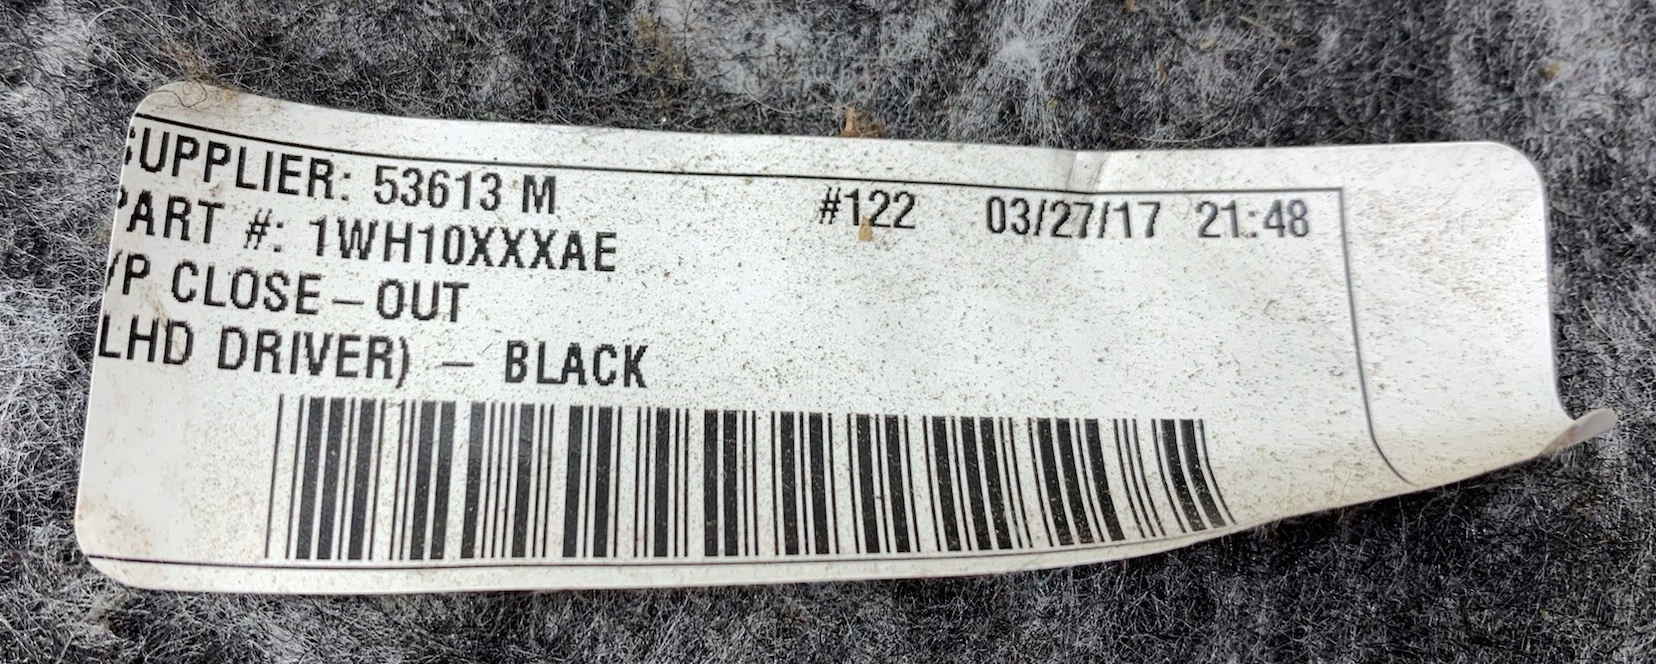 SUPPLIER: 53613 M #122 03/27/17 21:48
PART #: 1WH10XXXAE
/P CLOSE-OUT
LHD DRIVER) - BLACK